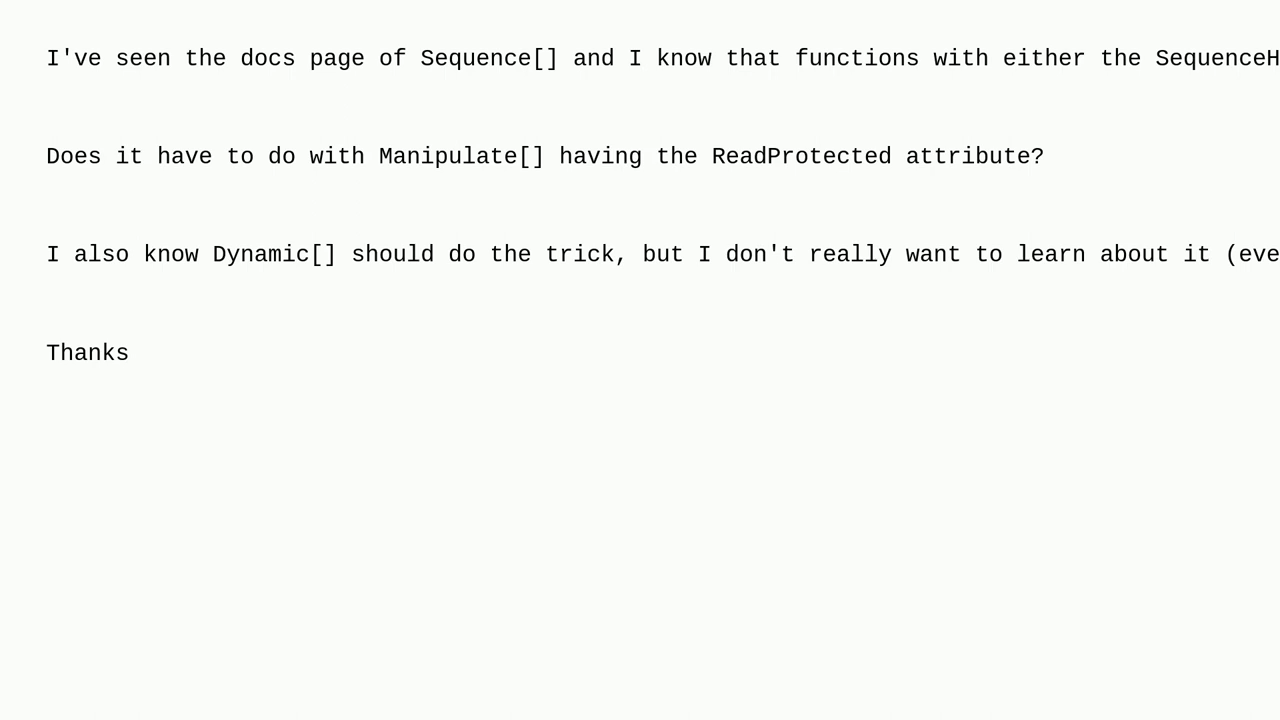 I've seen the docs page of Sequence[] and I know that functions with either the SequenceH
Does it have to do with Manipulate[] having the ReadProtected attribute?
I also know Dynamic[] should do the trick, but I don't really want to learn about it (eve
Thanks